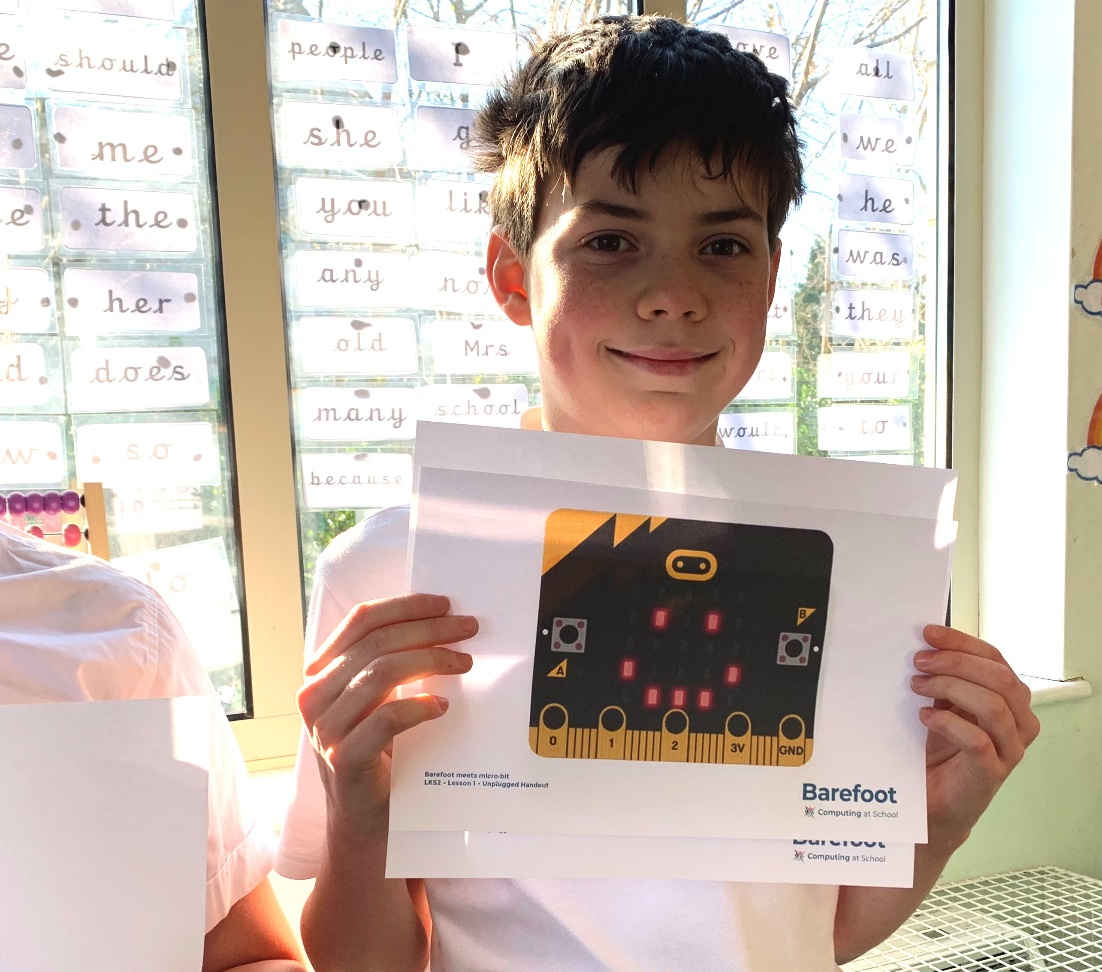 should
me
the
her
does
so
people
she
you
any
old
many
because
p
g
lik
no
Mrs
school
would
all
we
he
was
they
your
to
B
A
0 1 2 3V GND
Barefoot meets micro:bit
LKS2 - Lesson 1 - Unplugged Handout
Barefoot
Computing at School
Barefoot
Computing at School